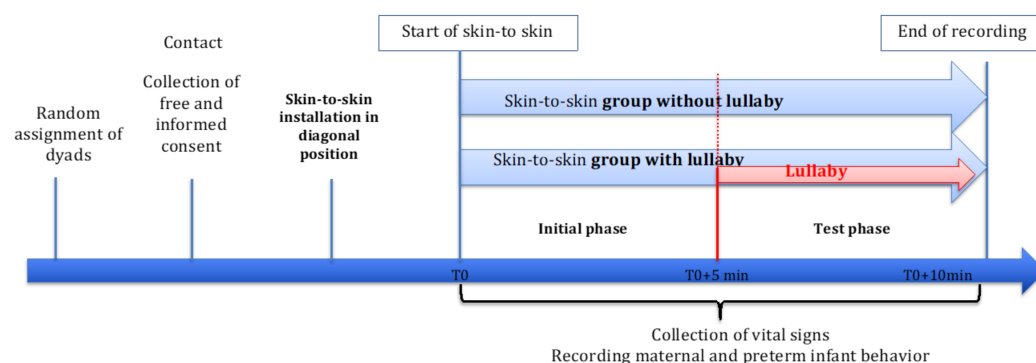 Start of skin-to skin
End of recording
Contact
Collection of
free and
informed
consent
Random
assignment of
dyads
Skin-to-skin
installation in
diagonal
position
Skin-to-skin group without lullaby
Skin-to-skin group with lullaby
Lullaby
Initial phase
Test phase
T0
T0+5 min
T0+10min
Collection of vital signs
Recording maternal and preterm infant behavior